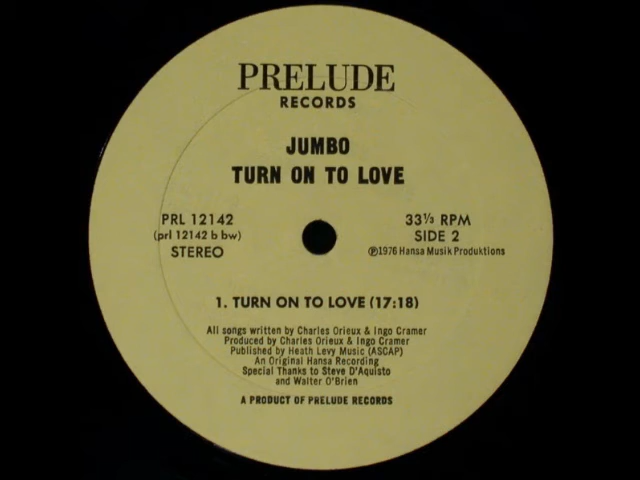 PRELUDE
RECORDS
JUMBO
TURN ON TO LOVE
PRL 12142
(prl 12142 b bw)
STEREO
33⅓ RPM
SIDE 2
℗1976 Hansa Musik Produktions
1. TURN ON TO LOVE (17:18)
All songs written by Charles Orieux & Ingo Cramer
Produced by Charles Orieux & Ingo Cramer
Published by Heath Levy Music (ASCAP)
An Original Hansa Recording
Special Thanks to Steve D'Aquisto
and Walter O'Brien
A PRODUCT OF PRELUDE RECORDS